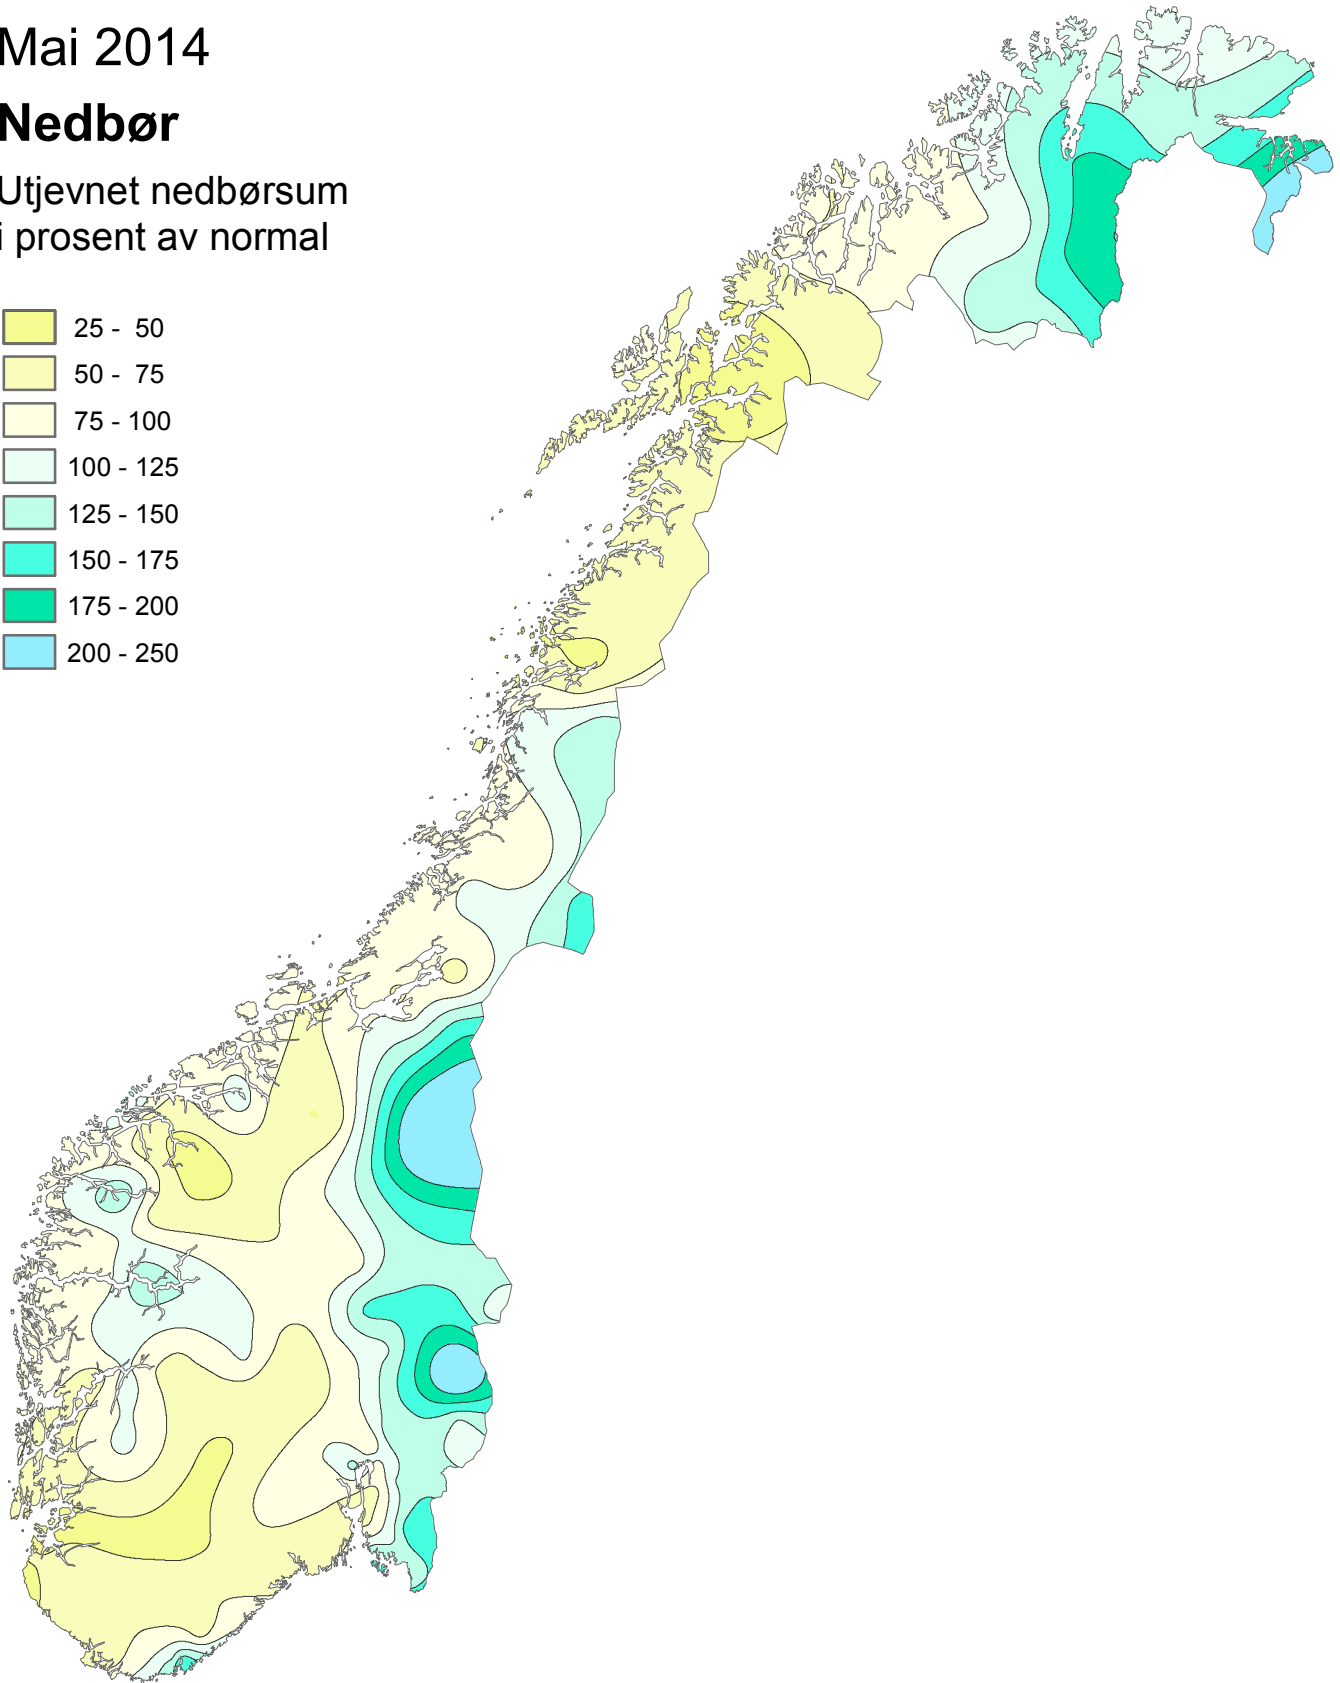 Mai 2014
Nedbør
Utjevnet nedbørsum
i prosent av normal
25 - 50
50 - 75
75 - 100
100 - 125
125 - 150
150 - 175
175 - 200
200 - 250